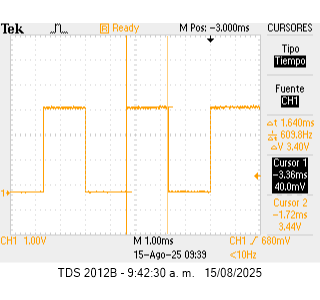 Tek Ready M Pos: -3.000ms CURSORES
Tipo
Tiempo
Fuente
CH1
Δt 1.640ms
1/Δt 609.8Hz
ΔV 3.40V
Cursor 1
-3.36ms
40.0mV
Cursor 2
-1.72ms
3.44V
1
CH1 1.00V M 1.00ms CH1 680mV
15-Ago-25 09:39 <10Hz
TDS 2012B - 9:42:30 a. m. 15/08/2025